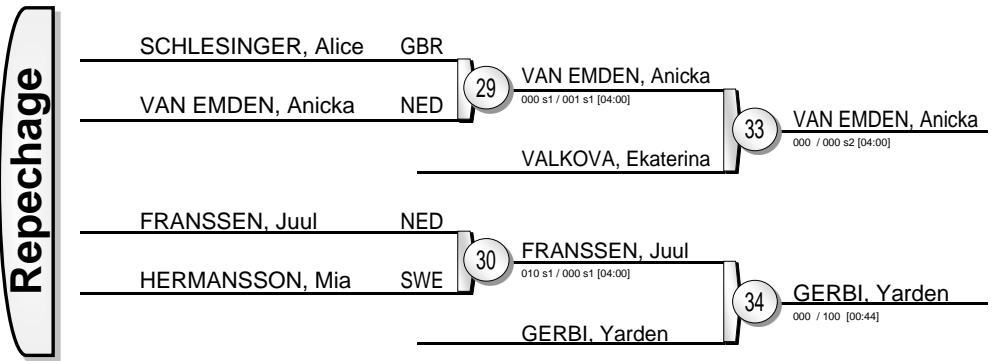 Repechage
SCHLESINGER, Alice GBR
VAN EMDEN, Anicka NED
29
VAN EMDEN, Anicka
000 s1 / 001 s1 [04:00]
VALKOVA, Ekaterina
33
VAN EMDEN, Anicka
000 / 000 s2 [04:00]
FRANSSEN, Juul NED
HERMANSSON, Mia SWE
30
FRANSSEN, Juul
010 s1 / 000 s1 [04:00]
GERBI, Yarden
34
GERBI, Yarden
000 / 100 [00:44]